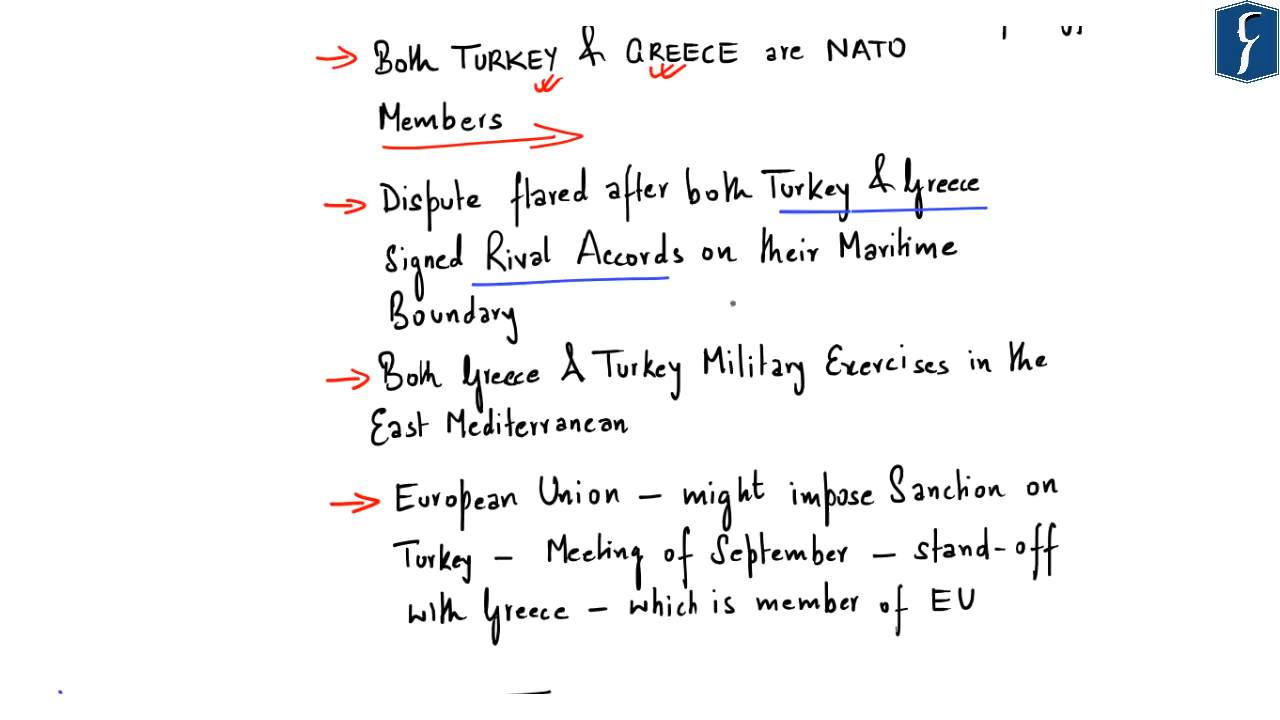 → Both TURKEY & GREECE are NATO
Members
→ Dispute flared after both Turkey & Greece
signed Rival Accords on their Maritime
Boundary
→ Both Greece & Turkey Military Exercises in the
East Mediterranean
→ European Union – might impose Sanction on
Turkey – Meeting of September – stand-off
with Greece – which is member of EU